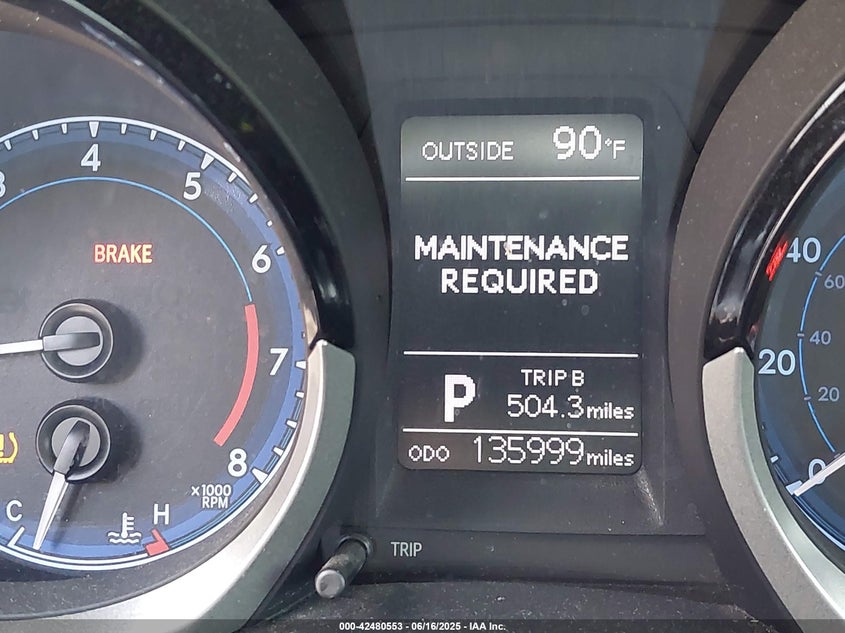 OUTSIDE 90°F
MAINTENANCE
REQUIRED
P
TRIP B
504.3 miles
ODO 135999 miles
4
5
6
7
8
x1000
RPM
BRAKE
C
H
TRIP
40
60
40
20
20
0
000-42480553 - 06/16/2025 - IAA Inc.